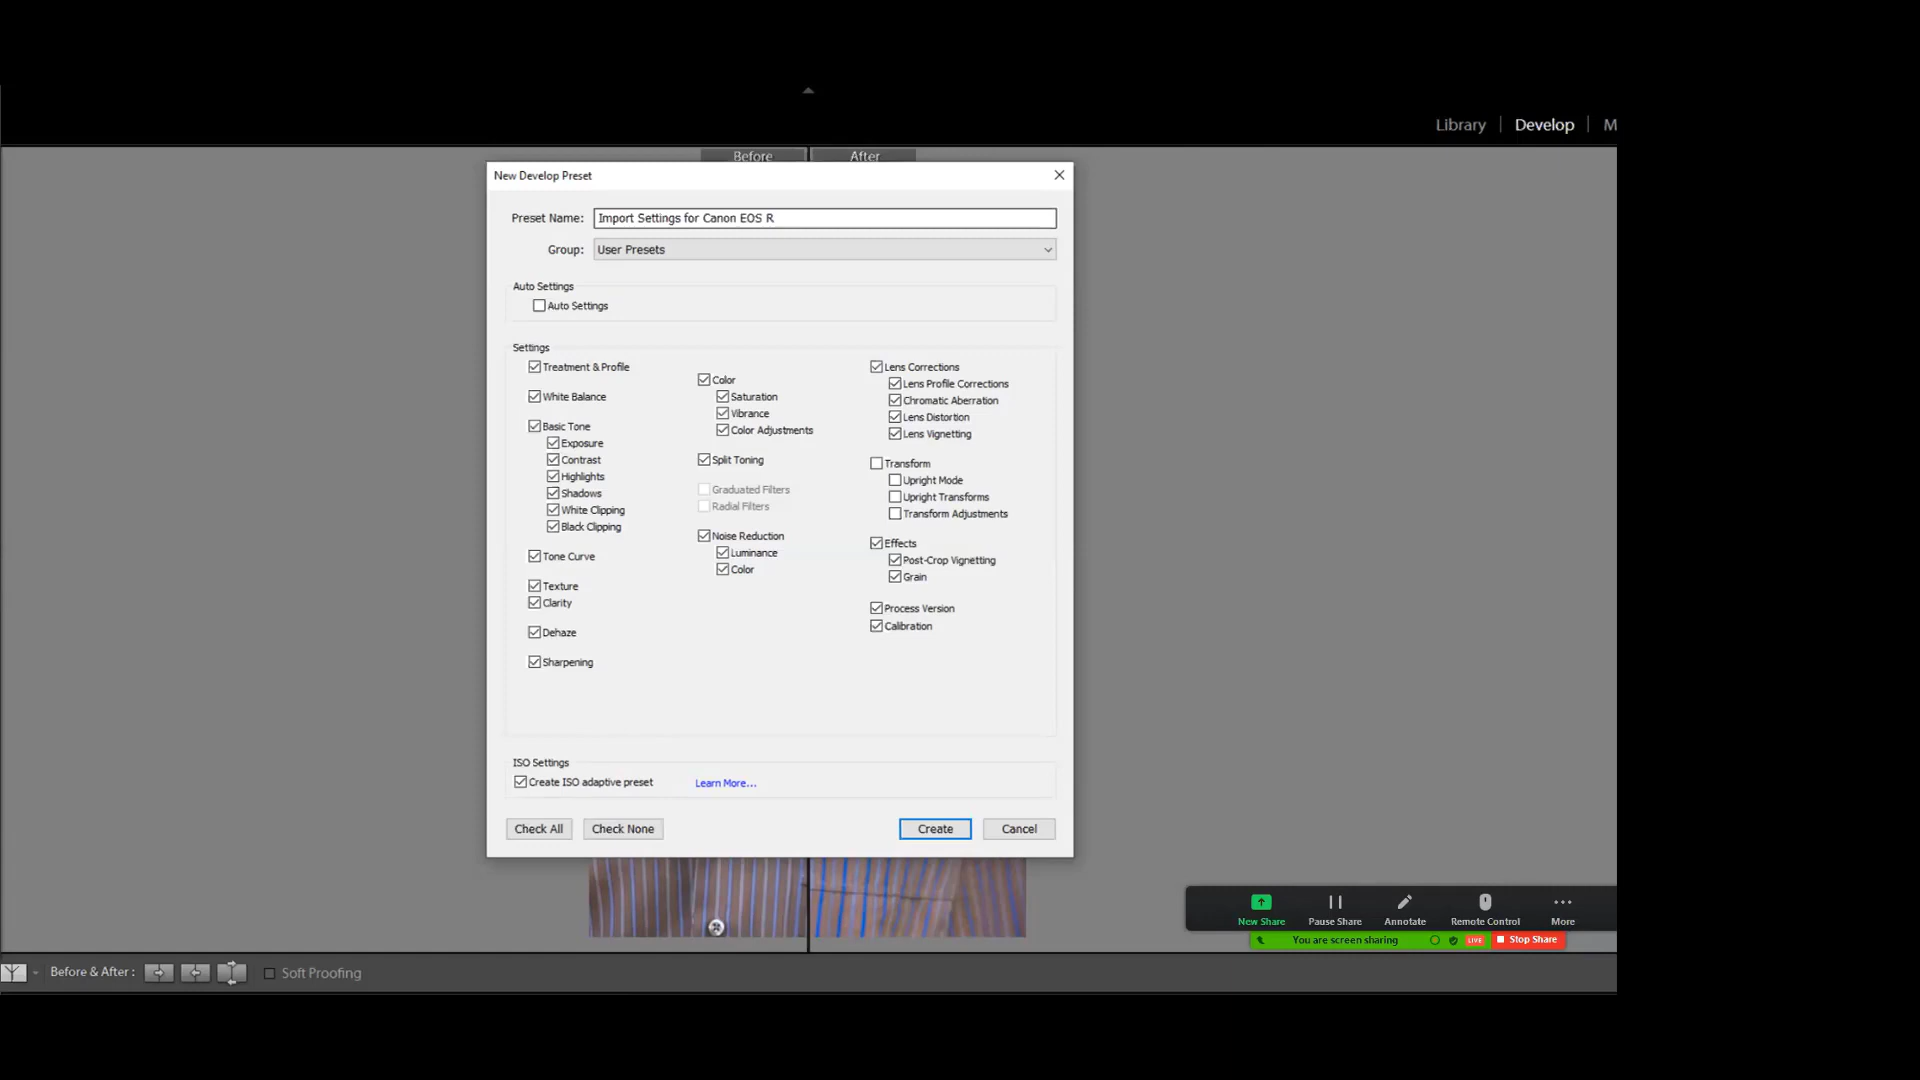 Library | Develop | M
Before
After
New Develop Preset
Preset Name: Import Settings for Canon EOS R
Group: User Presets
Auto Settings
Auto Settings
Settings
Treatment & Profile
White Balance
Basic Tone
Exposure
Contrast
Highlights
Shadows
White Clipping
Black Clipping
Tone Curve
Texture
Clarity
Dehaze
Sharpening
Color
Saturation
Vibrance
Color Adjustments
Split Toning
Graduated Filters
Radial Filters
Noise Reduction
Luminance
Color
Lens Corrections
Lens Profile Corrections
Chromatic Aberration
Lens Distortion
Lens Vignetting
Transform
Upright Mode
Upright Transforms
Transform Adjustments
Effects
Post-Crop Vignetting
Grain
Process Version
Calibration
ISO Settings
Create ISO adaptive preset Learn More...
Check All Check None Create Cancel
New Share Pause Share Annotate Remote Control More
You are screen sharing LIVE Stop Share
Before & After : Soft Proofing